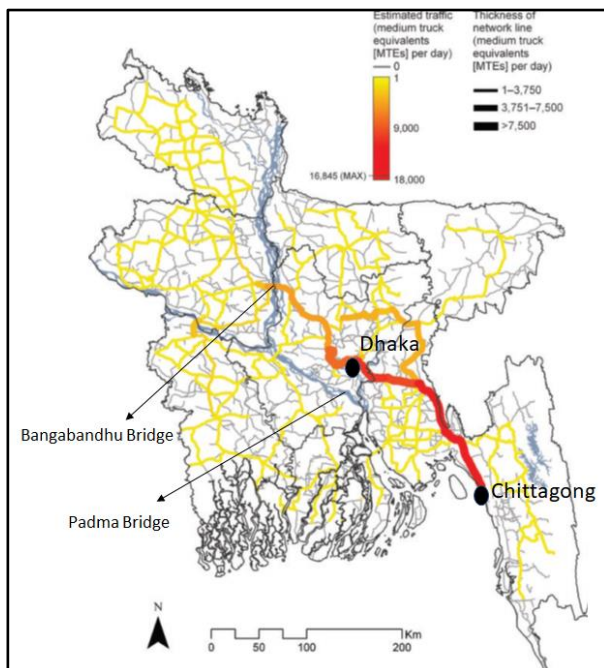 Estimated traffic
(medium truck
equivalents
[MTEs] per day)
0
1
9,000
16,845 (MAX)
18,000
Thickness of
network line
(medium truck
equivalents
[MTEs] per day)
1–3,750
3,751–7,500
>7,500
Dhaka
Bangabandhu Bridge
Chittagong
Padma Bridge
N
0 50 75 100 200
Km